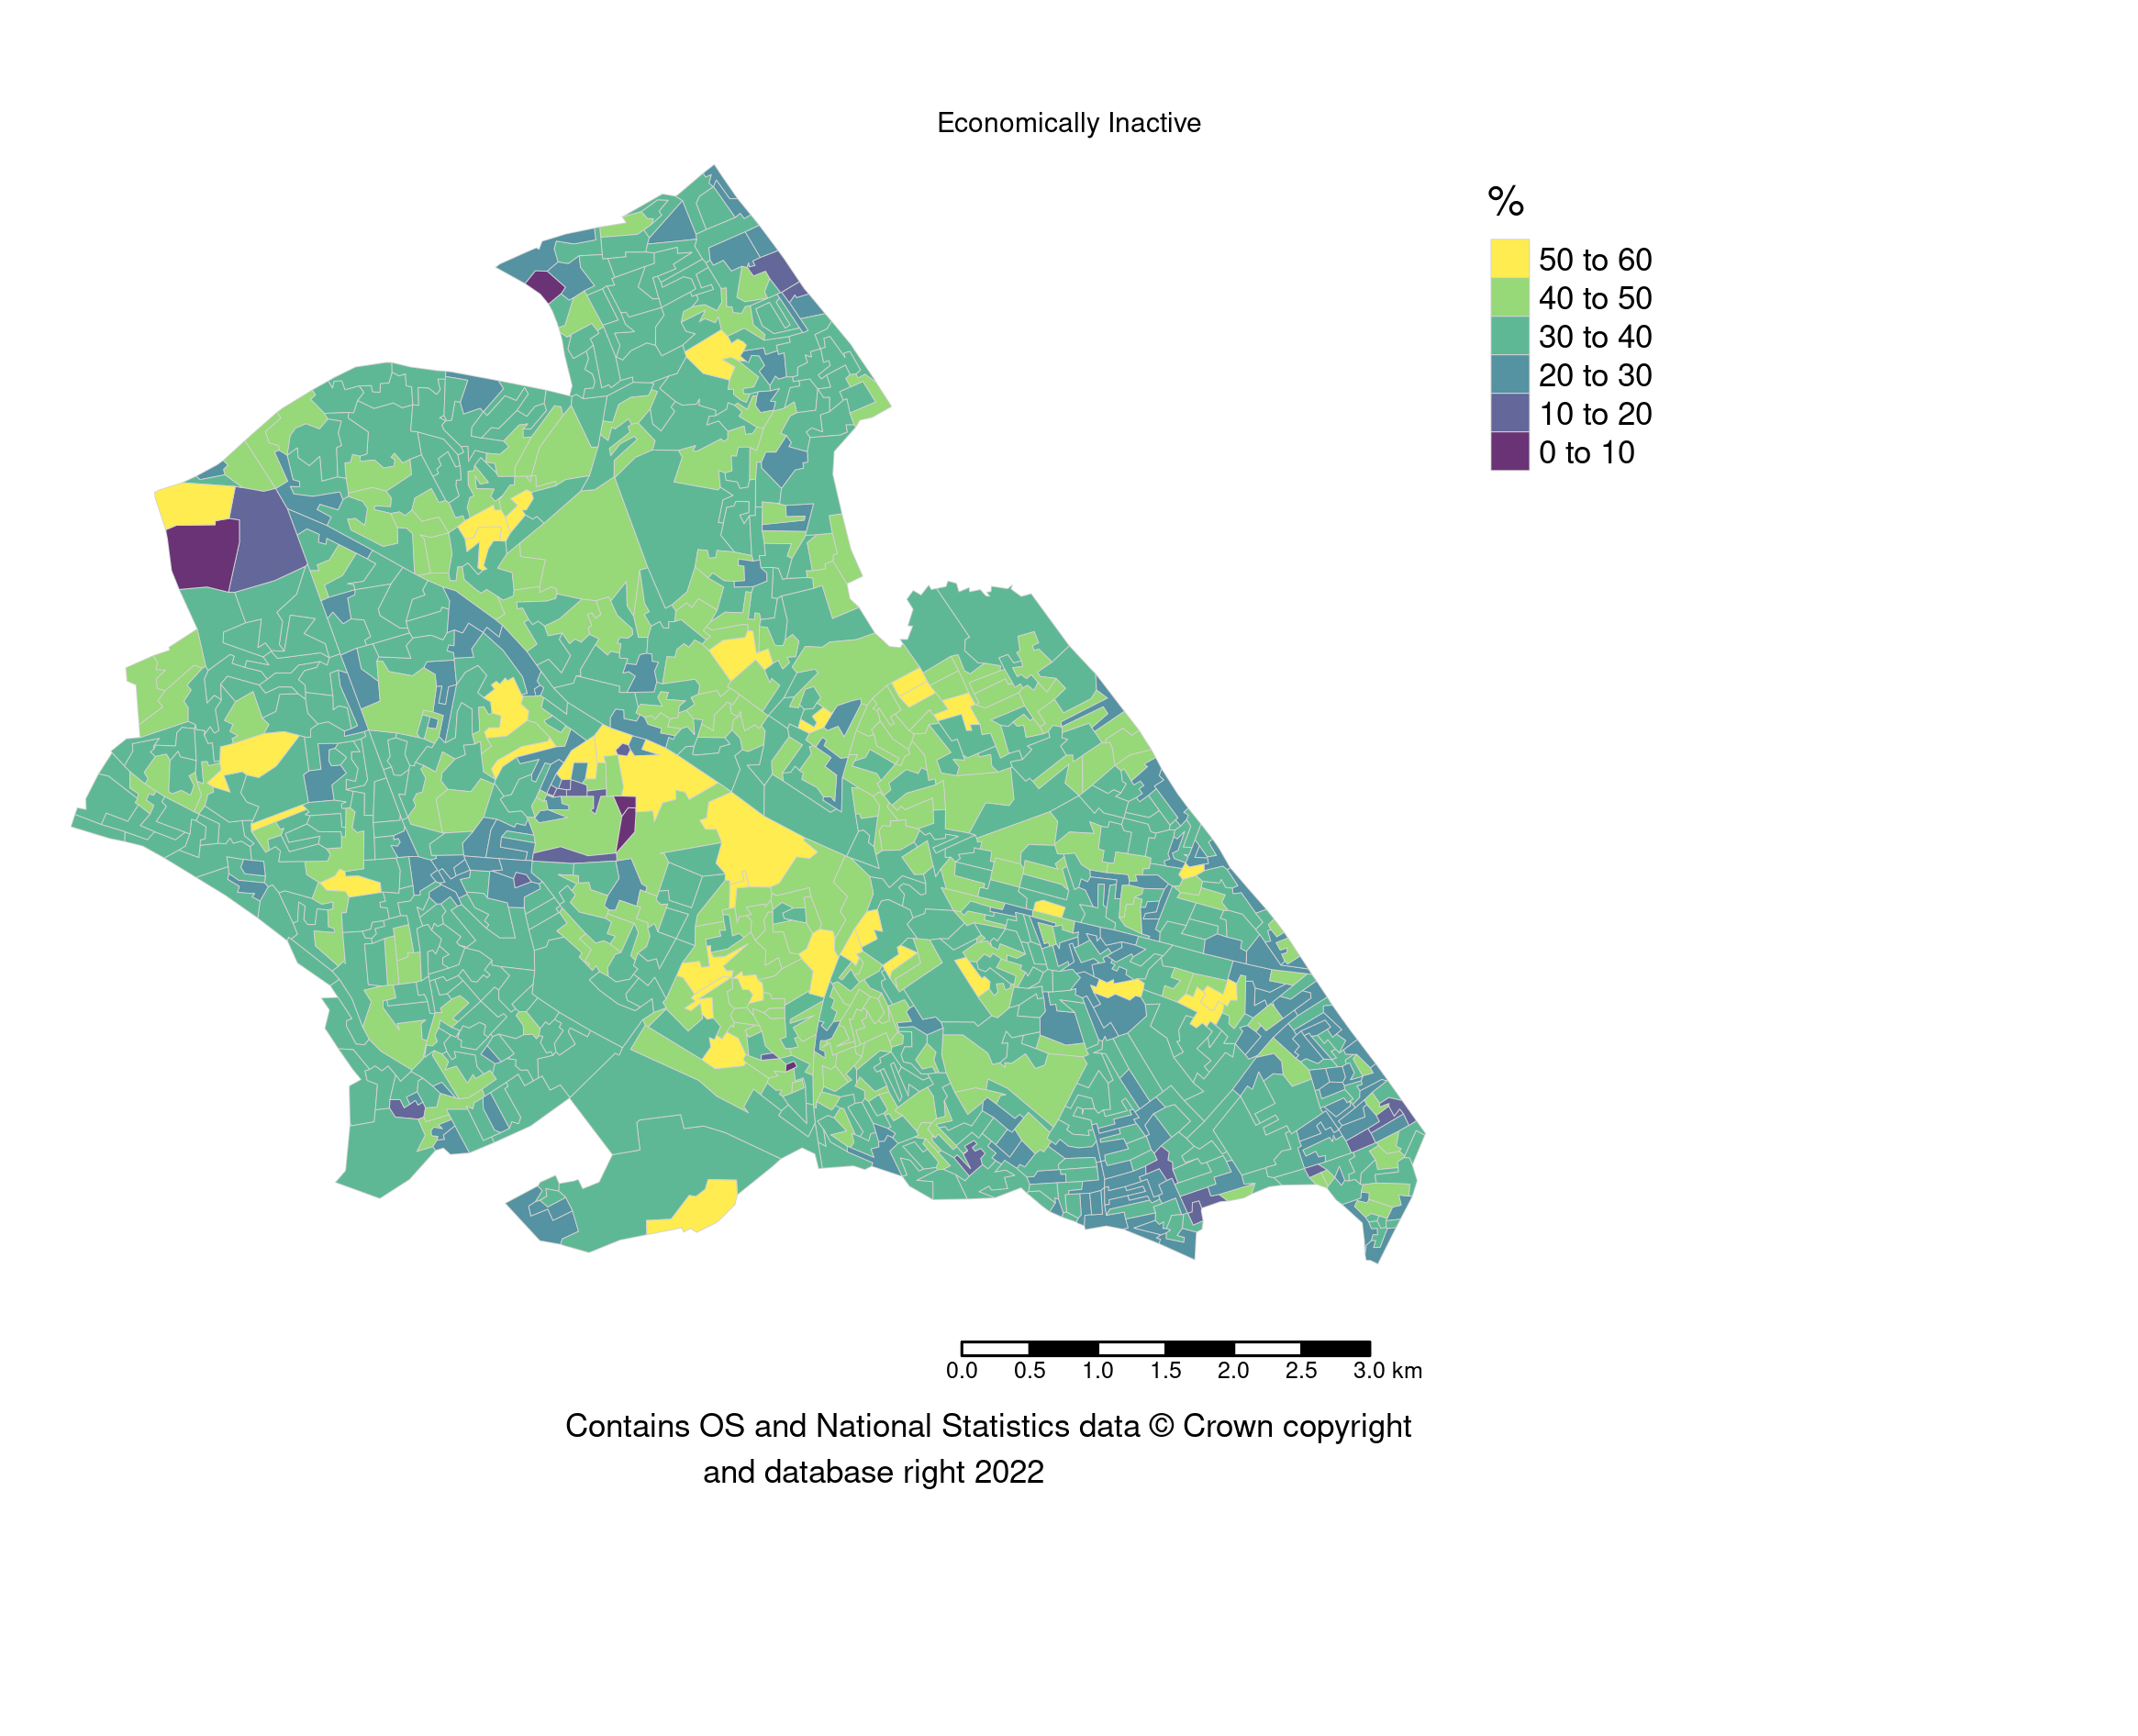 Economically Inactive
%
50 to 60
40 to 50
30 to 40
20 to 30
10 to 20
0 to 10
0.0 0.5 1.0 1.5 2.0 2.5 3.0 km
Contains OS and National Statistics data © Crown copyright
and database right 2022